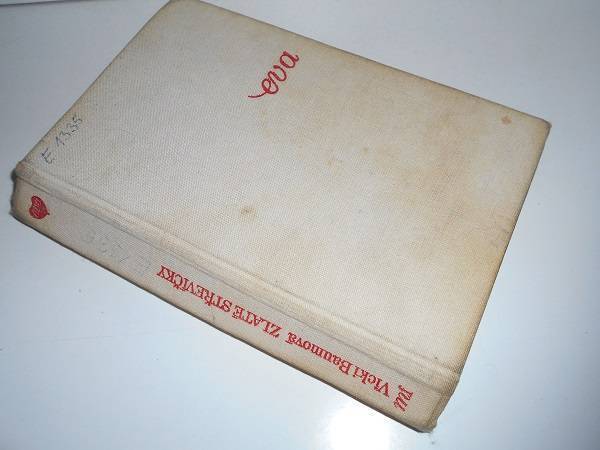 eva
E 1335
Vicki Baumová ZLATÉ STŘEVÍČKY